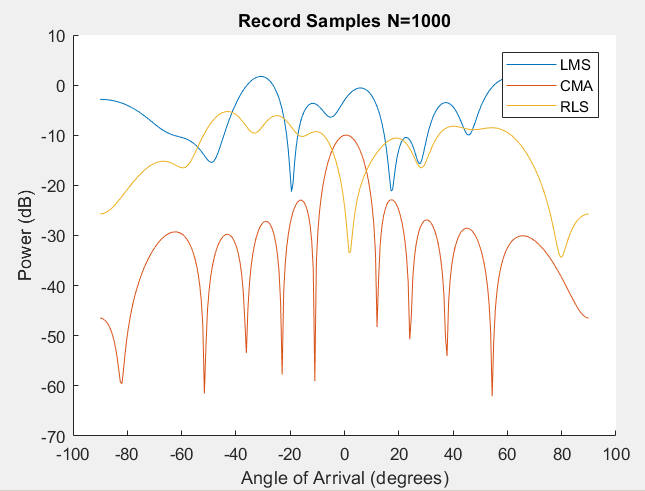 Record Samples N=1000
LMS
CMA
RLS
Power (dB)
10
0
-10
-20
-30
-40
-50
-60
-70
-100 -80 -60 -40 -20 0 20 40 60 80 100
Angle of Arrival (degrees)